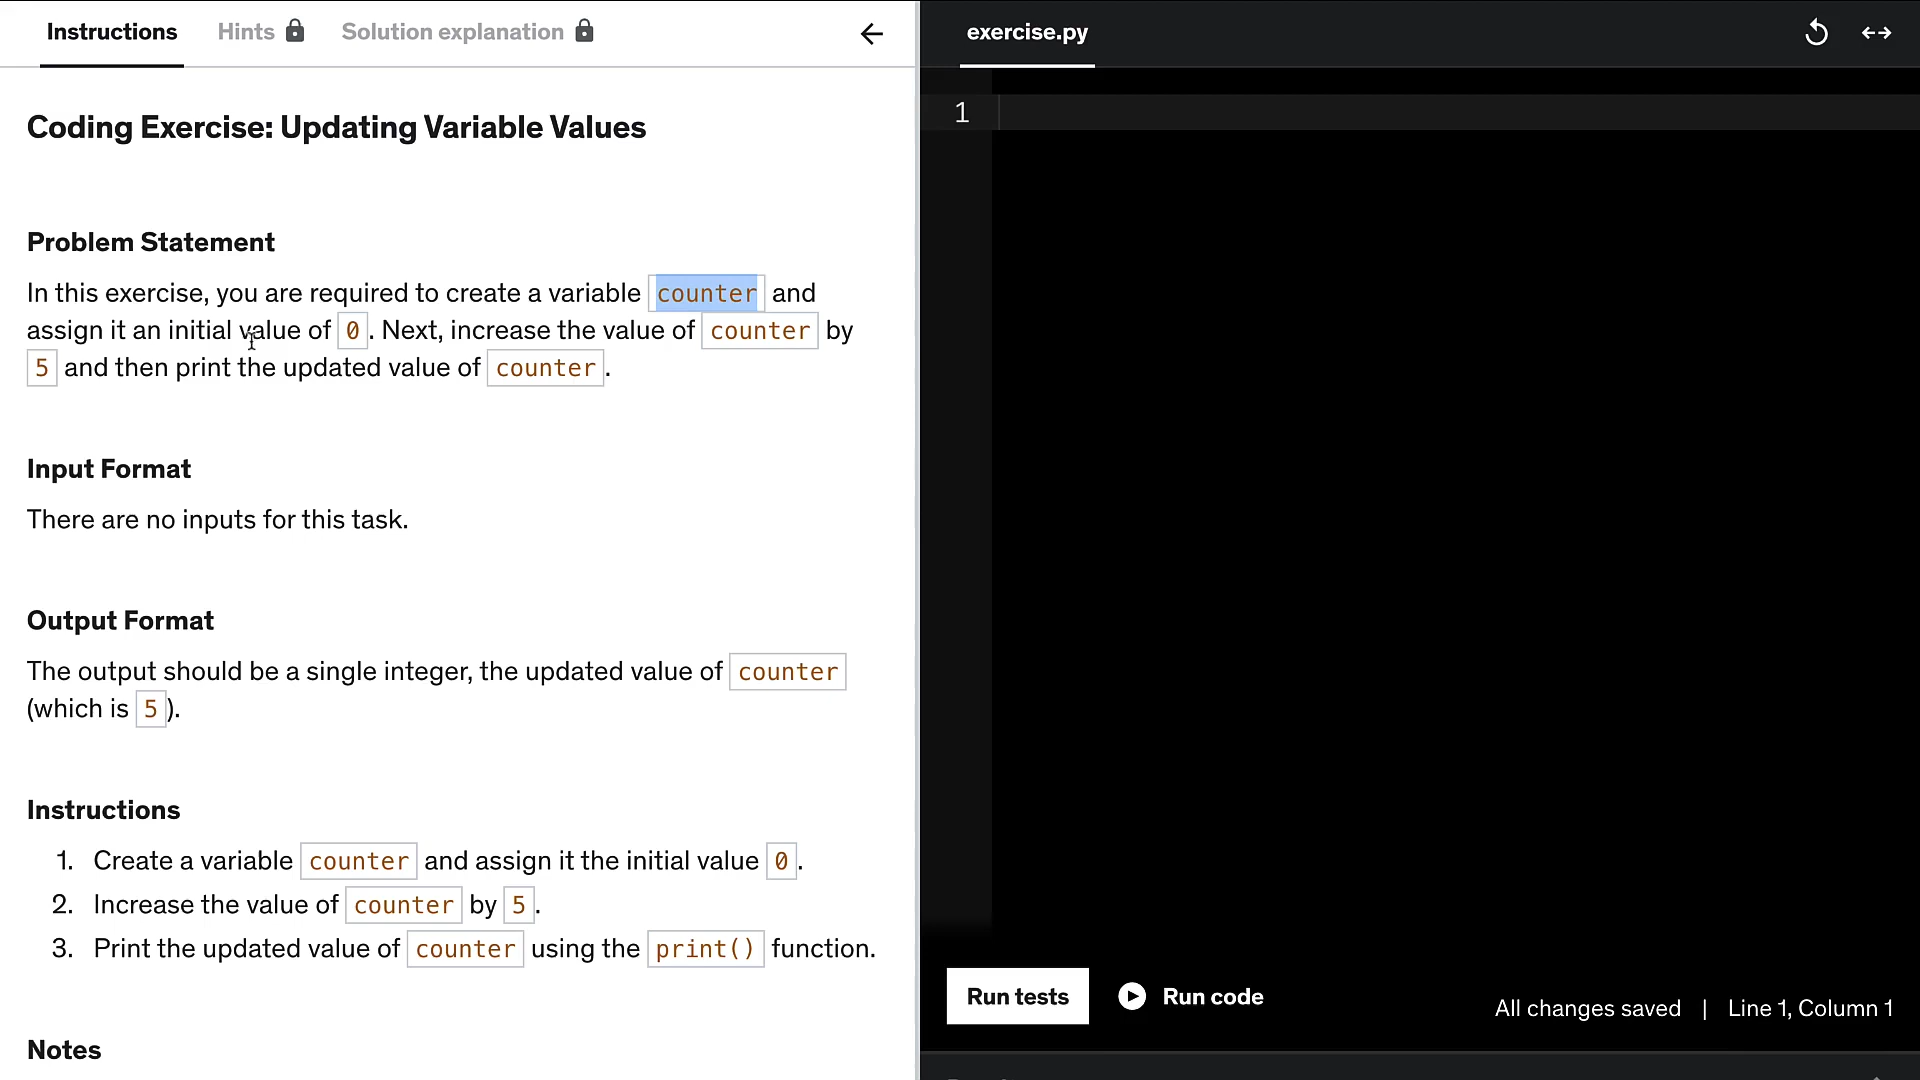 Instructions
Hints
Solution explanation
Coding Exercise: Updating Variable Values
Problem Statement
In this exercise, you are required to create a variable counter and
assign it an initial value of 0. Next, increase the value of counter by
5 and then print the updated value of counter.
Input Format
There are no inputs for this task.
Output Format
The output should be a single integer, the updated value of counter
(which is 5).
Instructions
1. Create a variable counter and assign it the initial value 0.
2. Increase the value of counter by 5.
3. Print the updated value of counter using the print() function.
Notes
exercise.py
1
Run tests
Run code
All changes saved | Line 1, Column 1